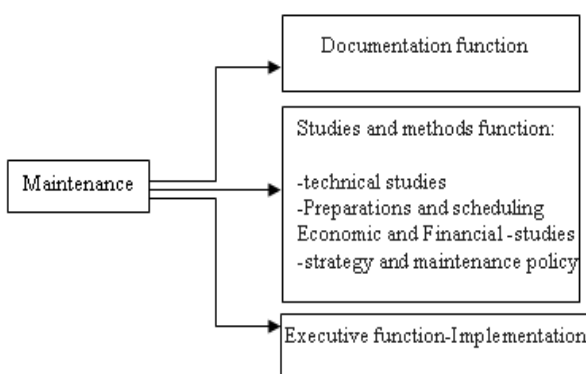 Documentation function
Studies and methods function:
-technical studies
-Preparations and scheduling
Economic and Financial -studies
-strategy and maintenance policy
Maintenance
Executive function-Implementation